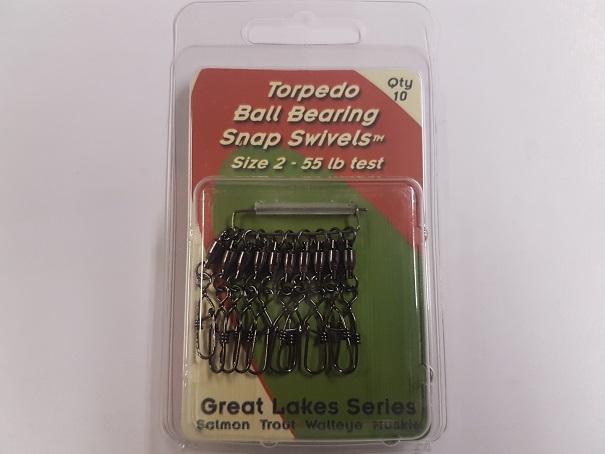 Torpedo
Ball Bearing
Snap Swivels™
Size 2 - 55 lb test
Qty
10
Great Lakes Series
Salmon Trout Walleye Muskie